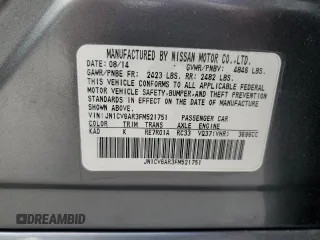 MANUFACTURED BY NISSAN MOTOR CO.,LTD.
DATE: 08/14 GVWR/PNBV: 4846 LBS.
GAWR/PNBE FR: 2423 LBS. RR: 2482 LBS.
THIS VEHICLE CONFORMS TO ALL APPLICABLE FEDERAL
MOTOR VEHICLE SAFETY,BUMPER,AND THEFT PREVENTION
STANDARDS IN EFFECT ON THE DATE OF MANUFACTURE
SHOWN ABOVE.
VIN: JN1CV6AR3FM521751 PASSENGER CAR
COLOR TRIM TRANS AXLE ENGINE
KAD K RE7R01A RC33 VQ37(VHR) 3696CC
JN1CV6AR3FM521751
DREAMBID